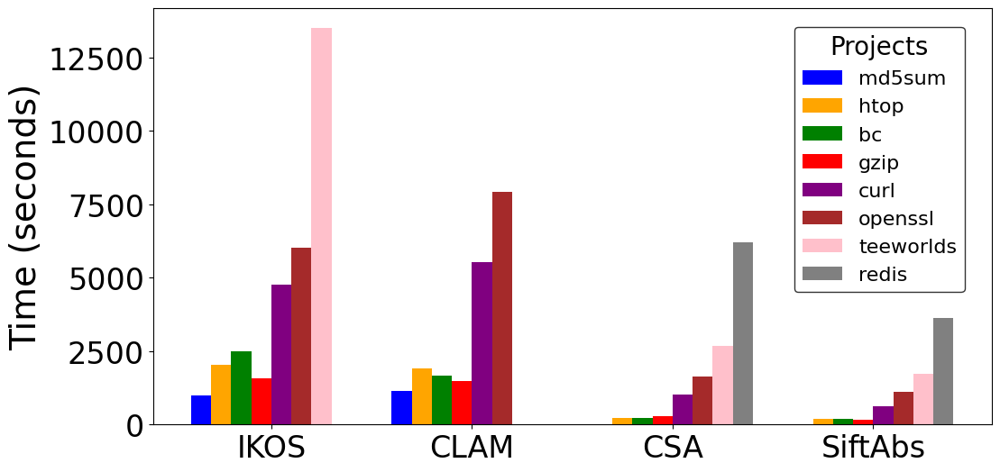 Time (seconds)
12500
10000
7500
5000
2500
0
IKOS
CLAM
CSA
SiftAbs
Projects
md5sum
htop
bc
gzip
curl
openssl
teeworlds
redis